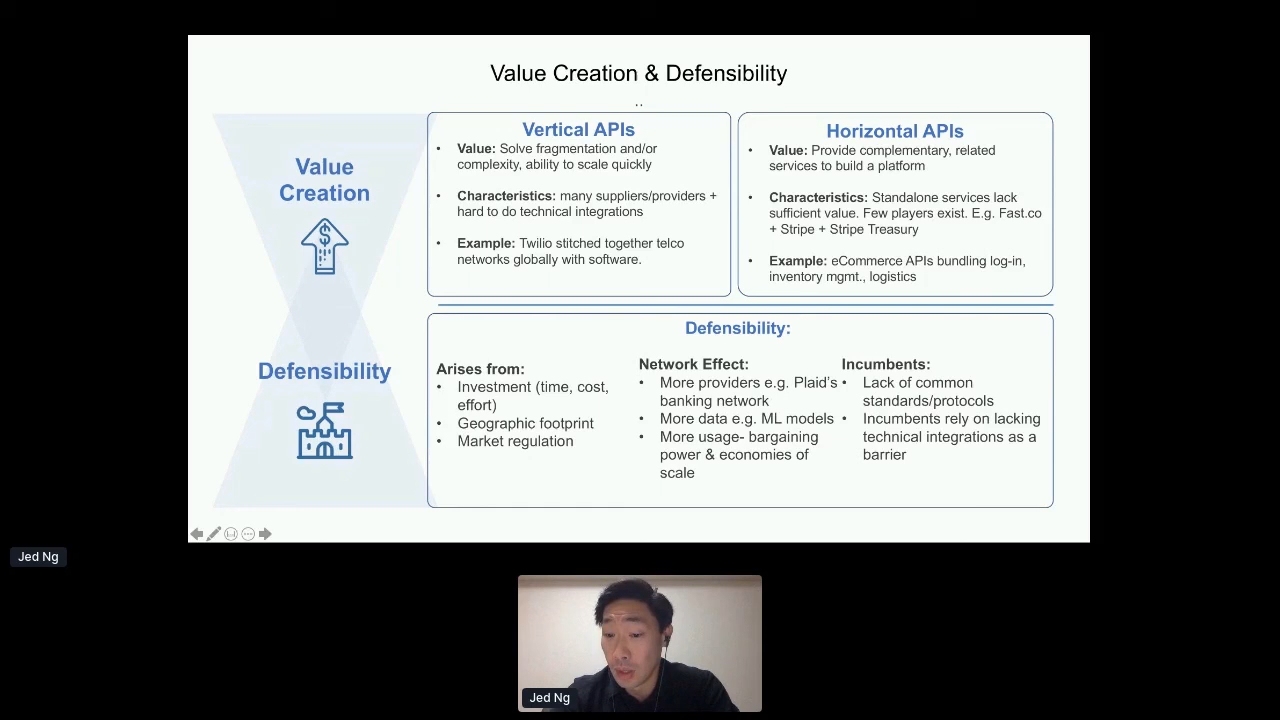 Value Creation & Defensibility
..
Value
Creation
$
Vertical APIs
• Value: Solve fragmentation and/or
complexity, ability to scale quickly
• Characteristics: many suppliers/providers +
hard to do technical integrations
• Example: Twilio stitched together telco
networks globally with software.
Horizontal APIs
• Value: Provide complementary, related
services to build a platform
• Characteristics: Standalone services lack
sufficient value. Few players exist. E.g. Fast.co
+ Stripe + Stripe Treasury
• Example: eCommerce APIs bundling log-in,
inventory mgmt., logistics
Defensibility
Defensibility:
Arises from:
• Investment (time, cost,
effort)
• Geographic footprint
• Market regulation
Network Effect:
• More providers e.g. Plaid's
banking network
• More data e.g. ML models
• More usage- bargaining
power & economies of
scale
Incumbents:
• Lack of common
standards/protocols
• Incumbents rely on lacking
technical integrations as a
barrier
Jed Ng
Jed Ng